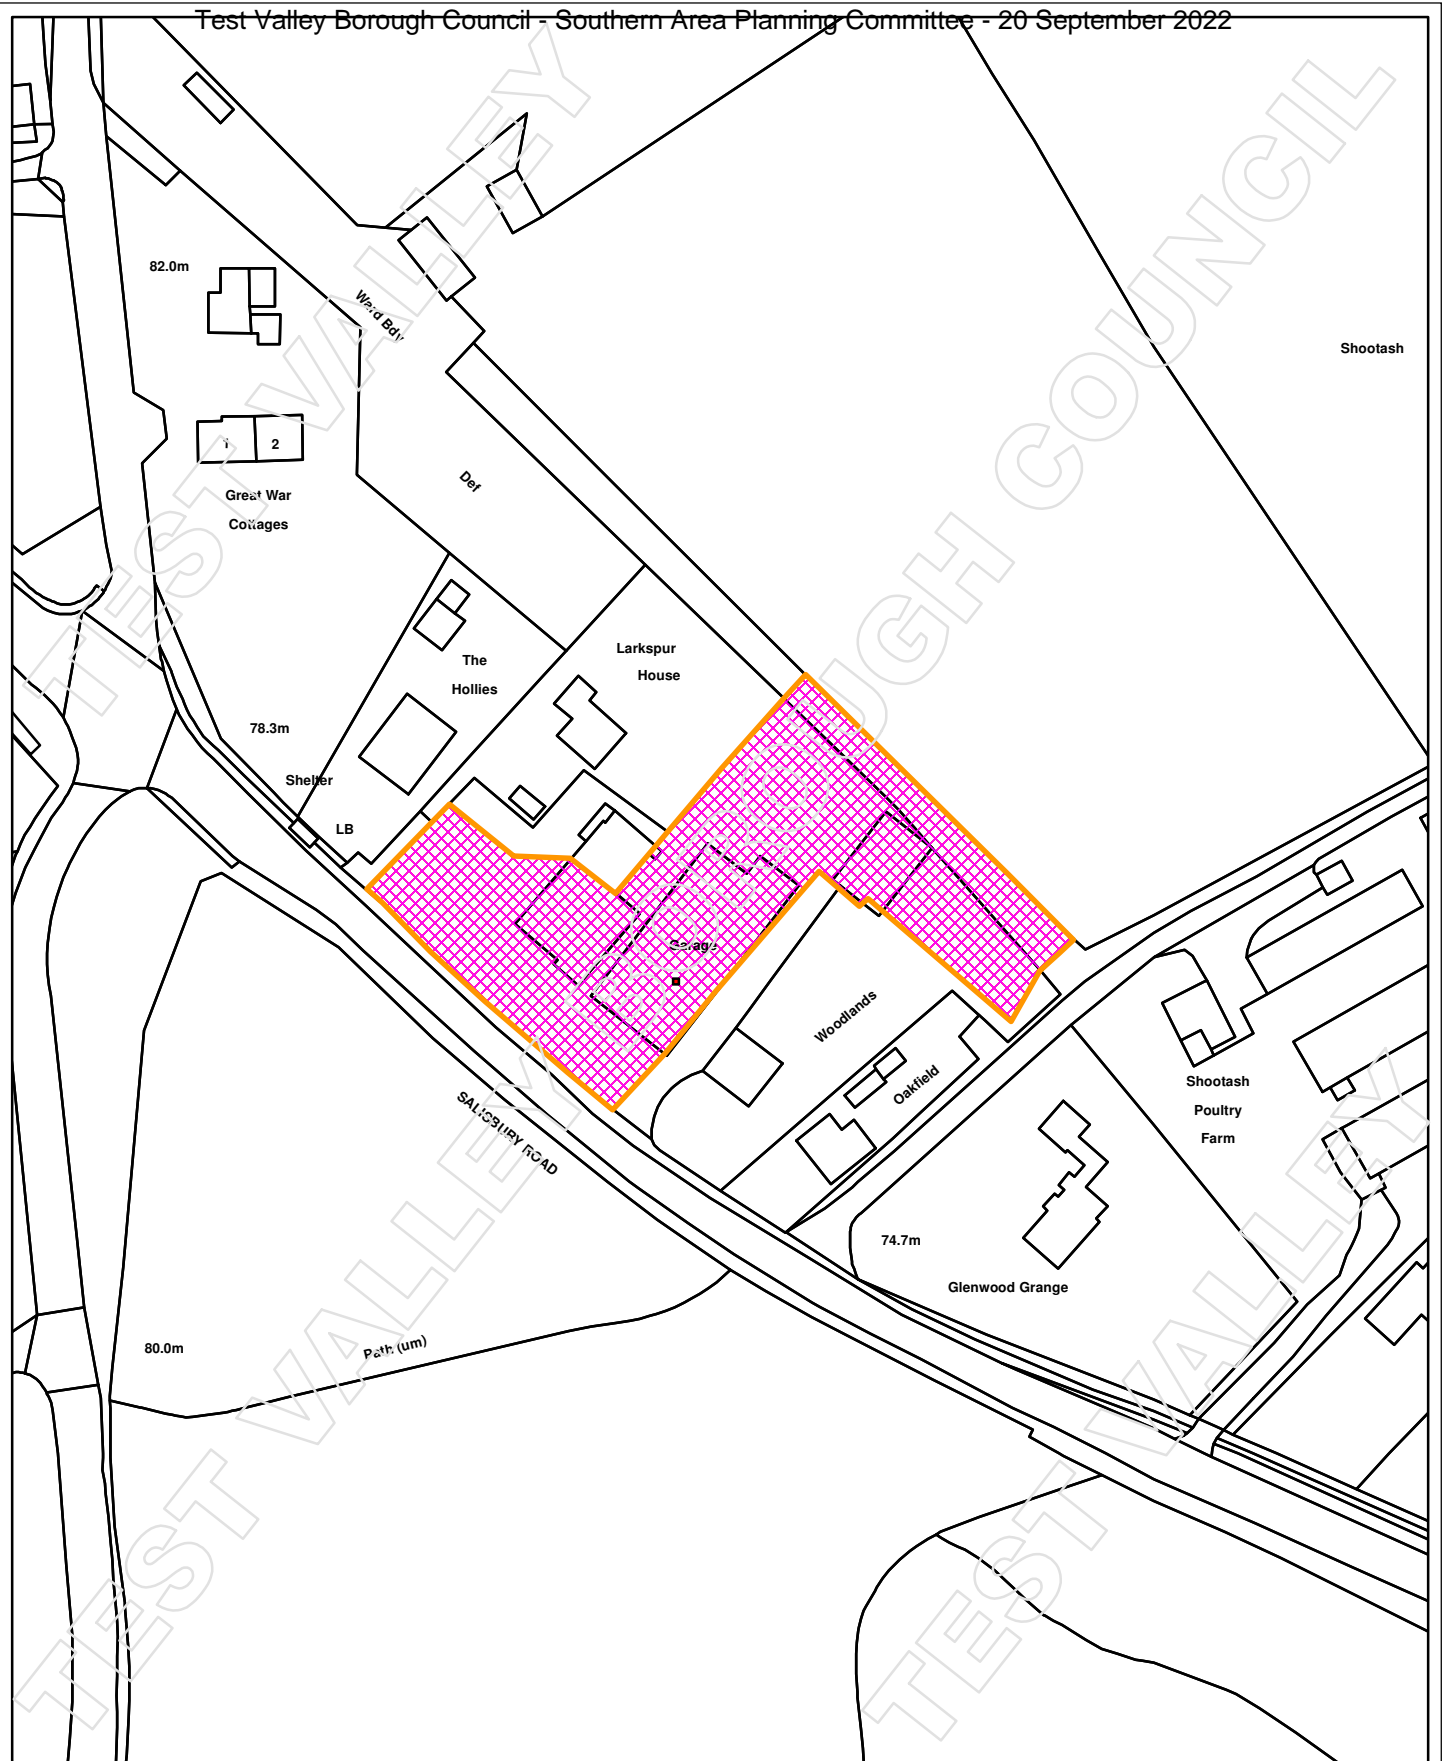 Test Valley Borough Council - Southern Area Planning Committee - 20 September 2022
82.0m
Ward Bdy
Shootash
1
2
Def
Great War
Cottages
Larkspur
House
The
Hollies
78.3m
Shelter
LB
Garage
Woodlands
Oakfield
SALISBURY ROAD
Shootash
Poultry
Farm
74.7m
Glenwood Grange
80.0m
Path (um)
TEST VALLEY
BOROUGH COUNCIL
TEST VALLEY
TEST VALLEY